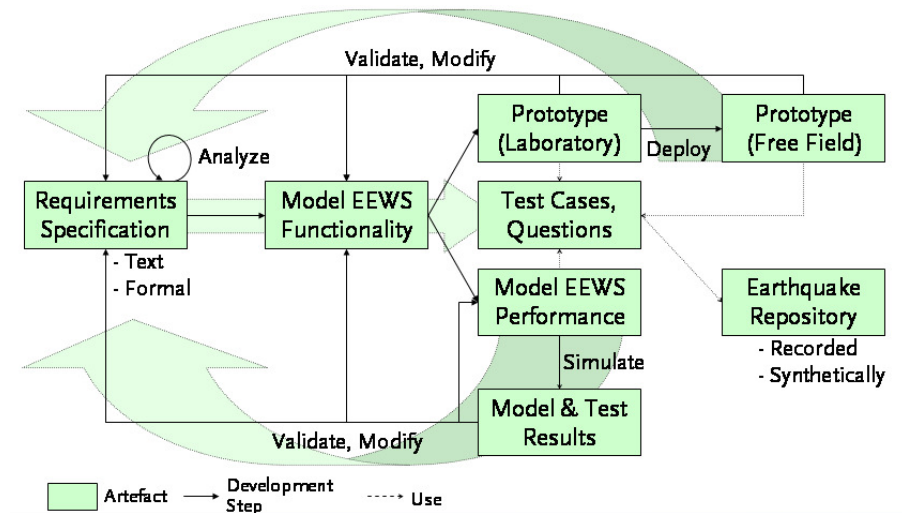 Validate, Modify
Prototype
(Laboratory)
Deploy
Prototype
(Free Field)
Analyze
Requirements
Specification
- Text
- Formal
Model EEWS
Functionality
Test Cases,
Questions
Model EEWS
Performance
Earthquake
Repository
- Recorded
- Synthetically
Simulate
Model & Test
Results
Validate, Modify
Artefact
Development
Step
Use